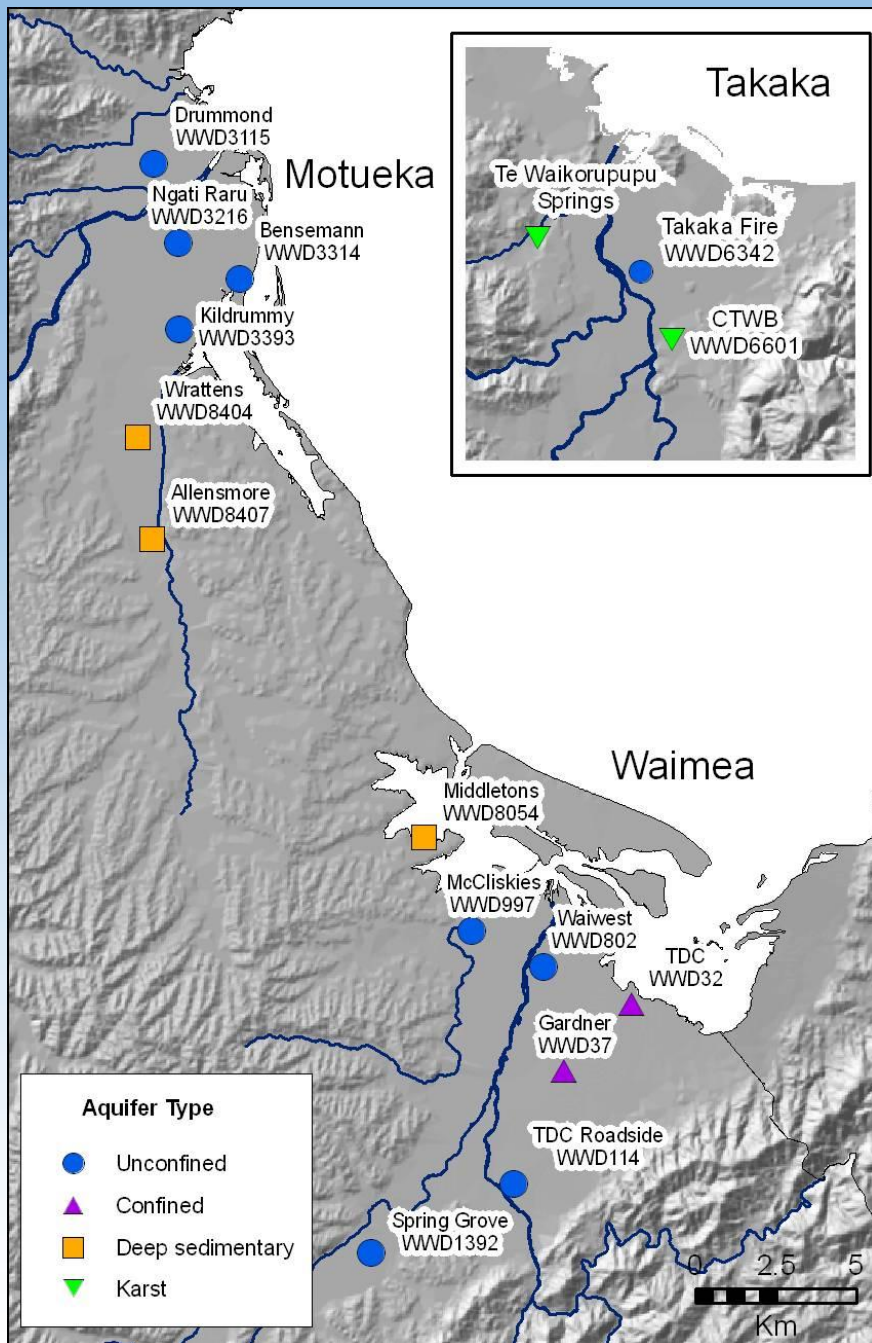 Drummond
WWD3115
Motueka
Ngati Raru
WWD3216
Bensemann
WWD3314
Kildrummy
WWD3393
Wrattens
WWD8404
Allensmore
WWD8407
Takaka
Te Waikorupupu
Springs
Takaka Fire
WWD6342
CTWB
WWD6601
Waimea
Middletons
WWD8054
McCliskies
WWD997
Waiwest
WWD802
TDC
WWD32
Gardner
WWD37
TDC Roadside
WWD114
Spring Grove
WWD1392
Aquifer Type
Unconfined
Confined
Deep sedimentary
Karst
0 2.5 5
Km